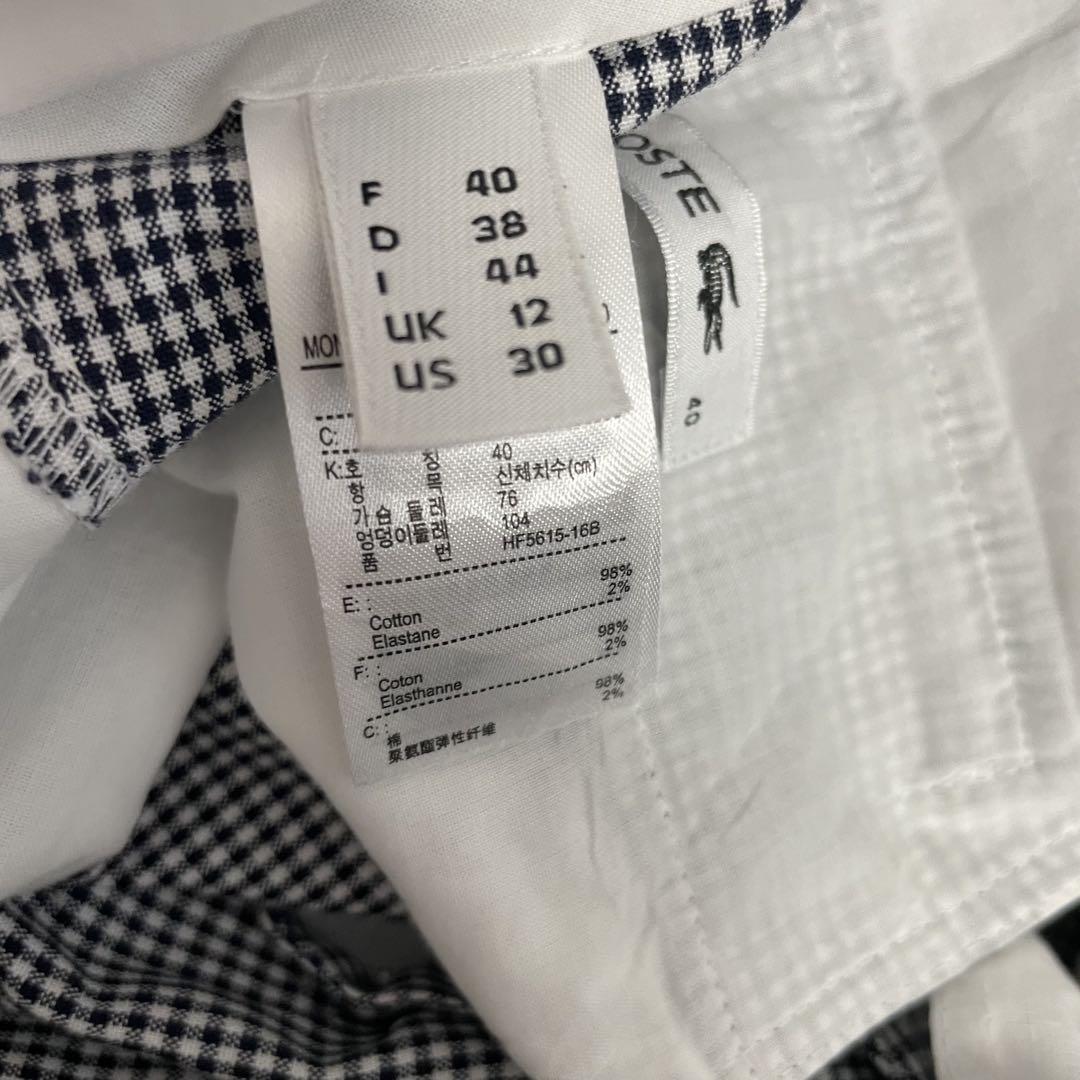 F 40
D 38
I 44
UK 12
US 30
OSTE
40
MON
C:
40
K:호 칭 신체치수(㎝)
항 목
가슴둘레 76
엉덩이둘레 104
품 번 HF5615-16B
E: :
Cotton 98%
Elastane 2%
F: :
Coton 98%
Elasthanne 2%
C: :
棉 98%
聚氨酯弹性纤维 2%